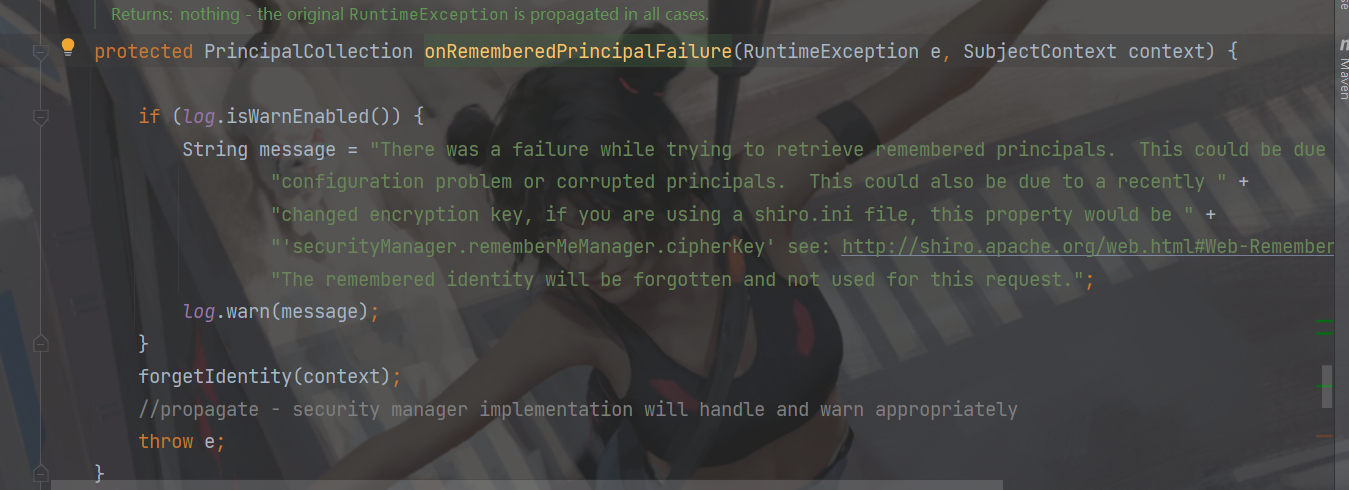 Returns: nothing - the original RuntimeException is propagated in all cases.
protected PrincipalCollection onRememberedPrincipalFailure(RuntimeException e, SubjectContext context) {
if (log.isWarnEnabled()) {
String message = "There was a failure while trying to retrieve remembered principals.  This could be due
"configuration problem or corrupted principals.  This could also be due to a recently " +
"changed encryption key, if you are using a shiro.ini file, this property would be " +
"'securityManager.rememberMeManager.cipherKey' see: http://shiro.apache.org/web.html#Web-Remember
"The remembered identity will be forgotten and not used for this request.";
log.warn(message);
}
forgetIdentity(context);
//propagate - security manager implementation will handle and warn appropriately
throw e;
}
Maven